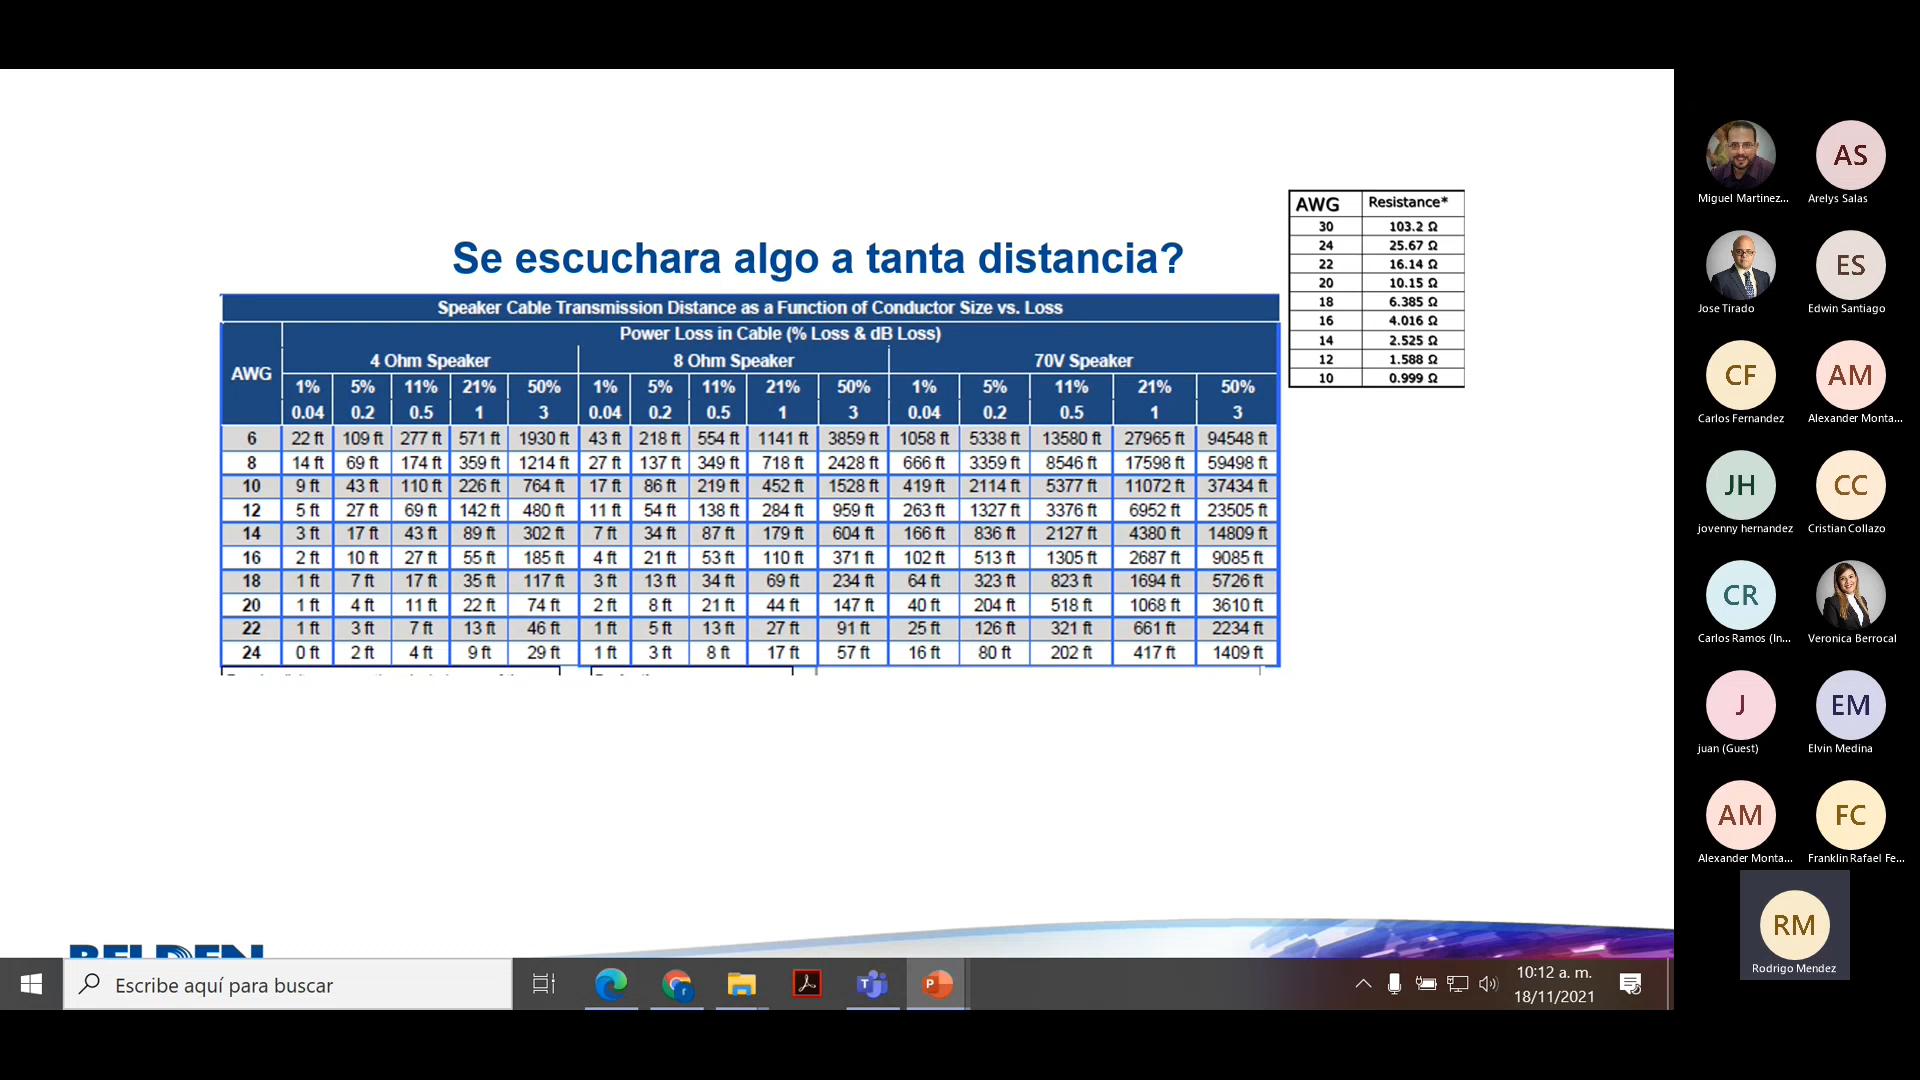 Se escuchara algo a tanta distancia?
Speaker Cable Transmission Distance as a Function of Conductor Size vs. Loss
Power Loss in Cable (% Loss & dB Loss)
AWG 4 Ohm Speaker 8 Ohm Speaker 70V Speaker
1% 5% 11% 21% 50% 1% 5% 11% 21% 50% 1% 5% 11% 21% 50%
0.04 0.2 0.5 1 3 0.04 0.2 0.5 1 3 0.04 0.2 0.5 1 3
6 22 ft 109 ft 277 ft 571 ft 1930 ft 43 ft 218 ft 554 ft 1141 ft 3859 ft 1058 ft 5338 ft 13580 ft 27965 ft 94548 ft
8 14 ft 69 ft 174 ft 359 ft 1214 ft 27 ft 137 ft 349 ft 718 ft 2428 ft 666 ft 3359 ft 8546 ft 17598 ft 59498 ft
10 9 ft 43 ft 110 ft 226 ft 764 ft 17 ft 86 ft 219 ft 452 ft 1528 ft 419 ft 2114 ft 5377 ft 11072 ft 37434 ft
12 5 ft 27 ft 69 ft 142 ft 480 ft 11 ft 54 ft 138 ft 284 ft 959 ft 263 ft 1327 ft 3376 ft 6952 ft 23505 ft
14 3 ft 17 ft 43 ft 89 ft 302 ft 7 ft 34 ft 87 ft 179 ft 604 ft 166 ft 836 ft 2127 ft 4380 ft 14809 ft
16 2 ft 10 ft 27 ft 55 ft 185 ft 4 ft 21 ft 53 ft 110 ft 371 ft 102 ft 513 ft 1305 ft 2687 ft 9085 ft
18 1 ft 7 ft 17 ft 35 ft 117 ft 3 ft 13 ft 34 ft 69 ft 234 ft 64 ft 323 ft 823 ft 1694 ft 5726 ft
20 1 ft 4 ft 11 ft 22 ft 74 ft 2 ft 8 ft 21 ft 44 ft 147 ft 40 ft 204 ft 518 ft 1068 ft 3610 ft
22 1 ft 3 ft 7 ft 13 ft 46 ft 1 ft 5 ft 13 ft 27 ft 91 ft 25 ft 126 ft 321 ft 661 ft 2234 ft
24 0 ft 2 ft 4 ft 9 ft 29 ft 1 ft 3 ft 8 ft 17 ft 57 ft 16 ft 80 ft 202 ft 417 ft 1409 ft
AWG Resistance*
30 103.2 Ω
24 25.67 Ω
22 16.14 Ω
20 10.15 Ω
18 6.385 Ω
16 4.016 Ω
14 2.525 Ω
12 1.588 Ω
10 0.999 Ω
BELDEN
Escribe aquí para buscar
10:12 a. m.
18/11/2021
AS
Miguel Martinez... Arelys Salas
ES
Jose Tirado Edwin Santiago
CF AM
Carlos Fernandez Alexander Monta...
JH CC
jovenny hernandez Cristian Collazo
CR
Carlos Ramos (In... Veronica Berrocal
J EM
juan (Guest) Elvin Medina
AM FC
Alexander Monta... Franklin Rafael Fe...
RM
Rodrigo Mendez